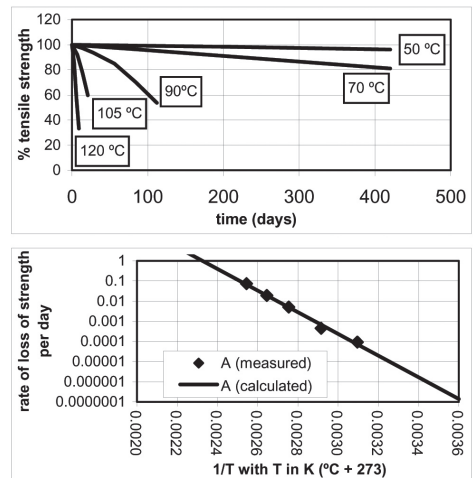 120
100
80
60
40
20
0
% tensile strength
50 ºC
70 ºC
90ºC
105 ºC
120 ºC
0 100 200 300 400 500
time (days)
rate of loss of strength
per day
1
0.1
0.01
0.001
0.0001
0.00001
0.000001
0.0000001
A (measured)
A (calculated)
0.0020 0.0022 0.0024 0.0026 0.0028 0.0030 0.0032 0.0034 0.0036
1/T with T in K (ºC + 273)